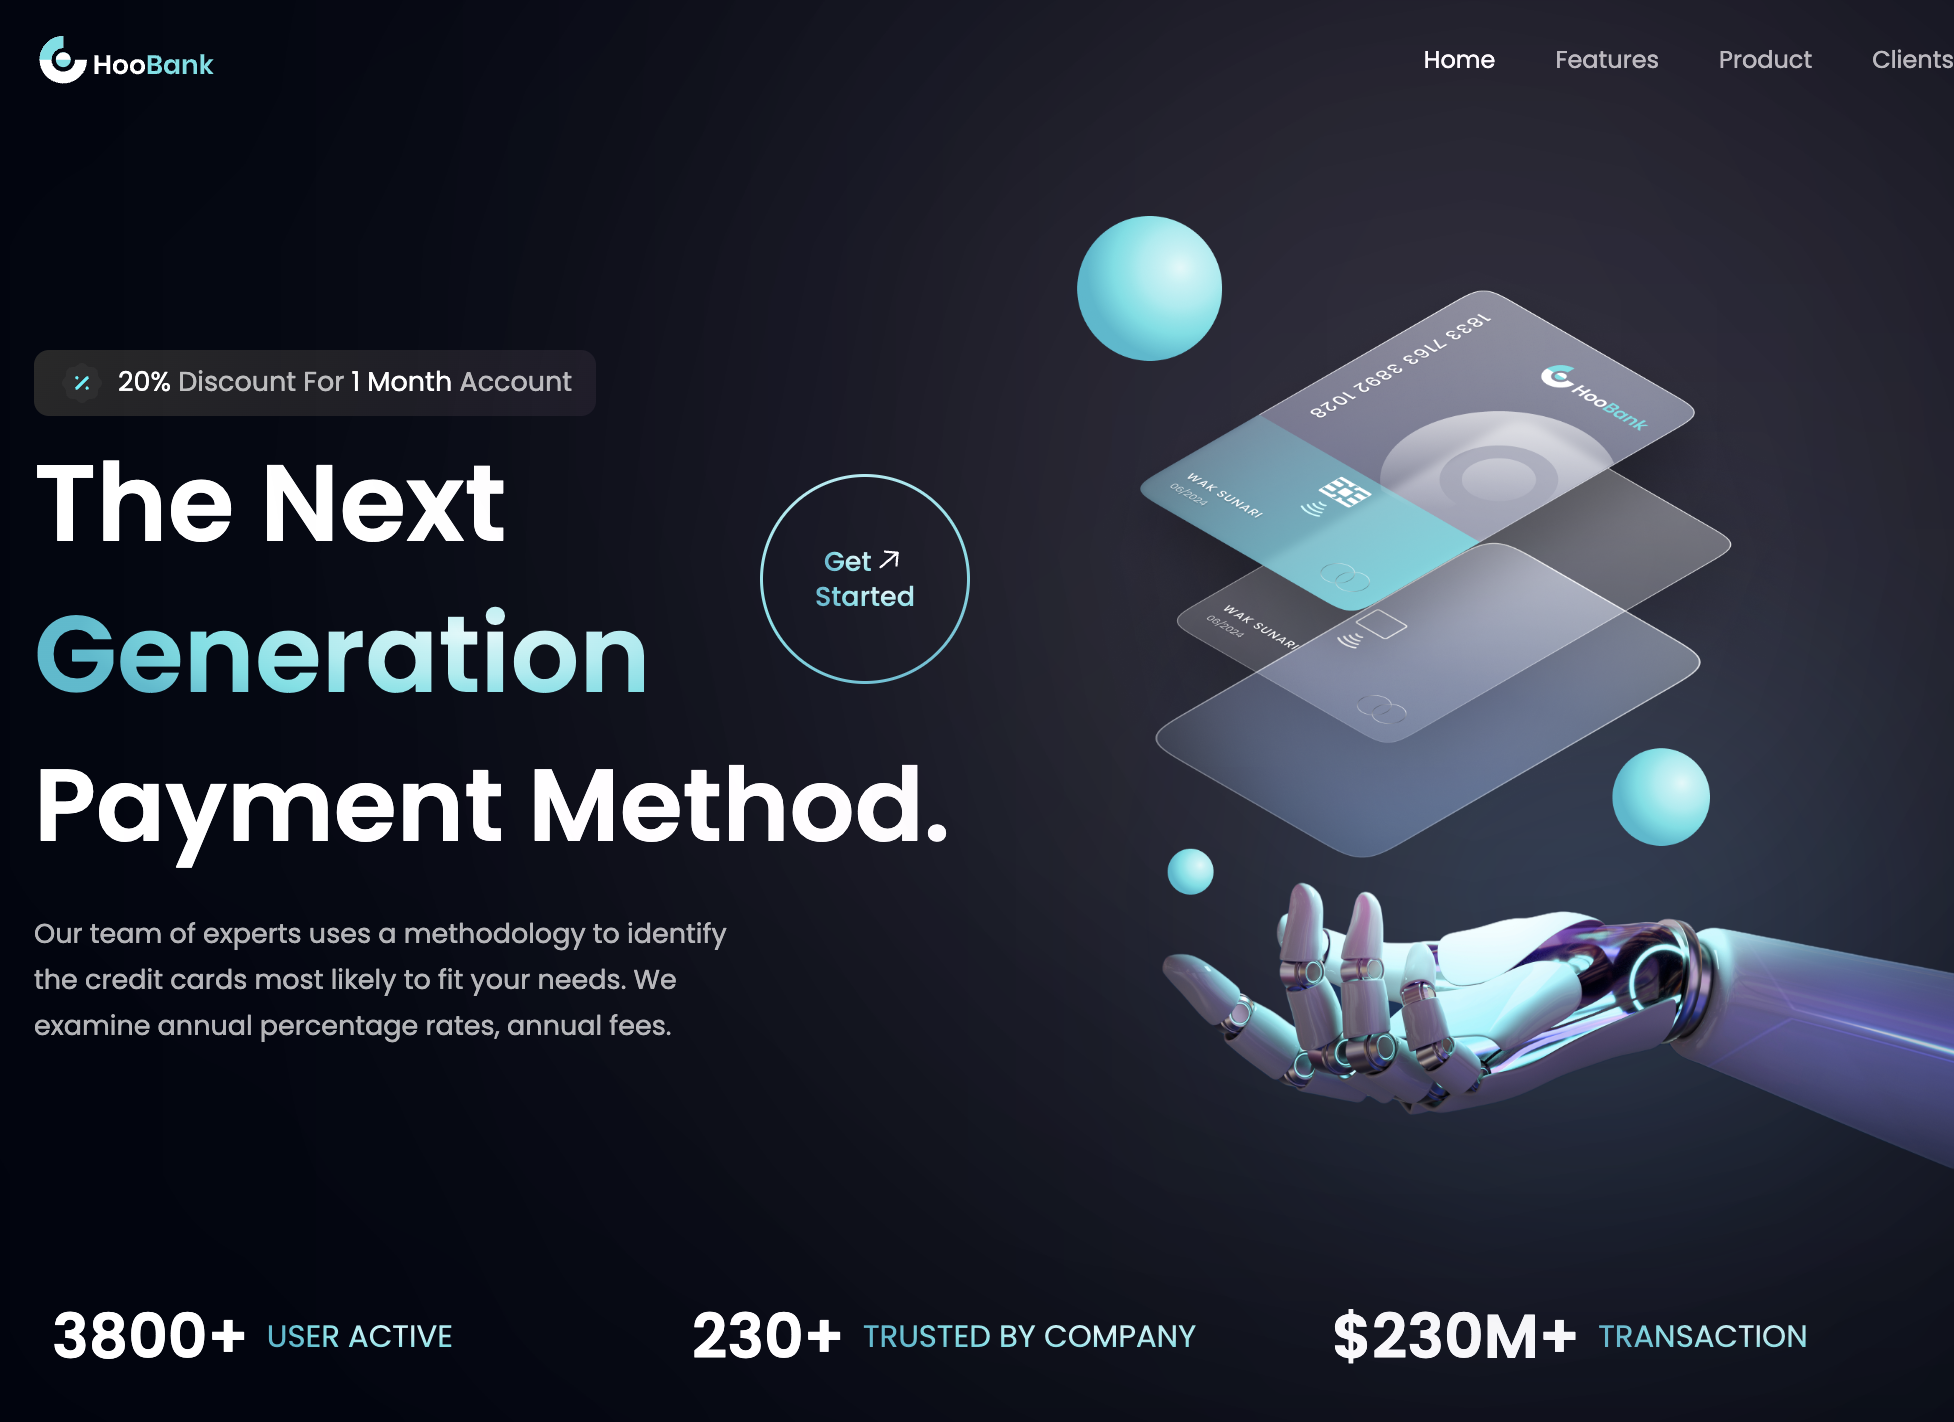 HooBank
Home
Features
Product
Clients
20% Discount For 1 Month Account
The Next
Generation
Payment Method.
Get
Started
Our team of experts uses a methodology to identify
the credit cards most likely to fit your needs. We
examine annual percentage rates, annual fees.
1833 7163 3892 1028
HooBank
WAK SUNARI
06/2024
WAK SUNARI
06/2024
3800+ USER ACTIVE
230+ TRUSTED BY COMPANY
$230M+ TRANSACTION